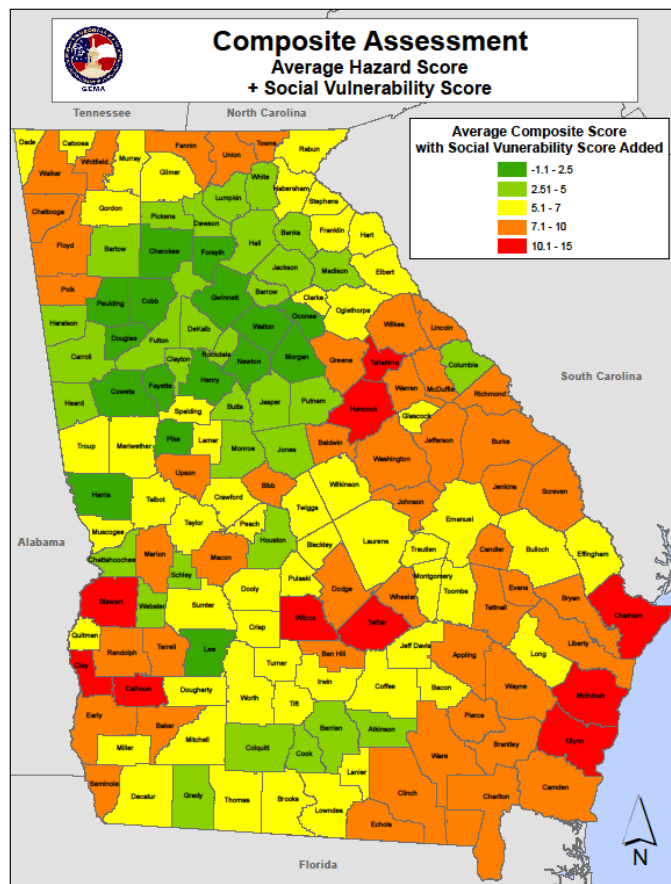 Composite Assessment
Average Hazard Score
+ Social Vulnerability Score
GEMA
Tennessee
North Carolina
Average Composite Score
with Social Vunerability Score Added
-1.1 - 2.5
2.51 - 5
5.1 - 7
7.1 - 10
10.1 - 15
Dade
Catoosa
Whitfield
Murray
Fannin
Union
Towns
Rabun
Walker
Gilmer
White
Lumpkin
Habersham
Stephens
Chattooga
Gordon
Pickens
Dawson
Banks
Franklin
Hart
Floyd
Bartow
Cherokee
Forsyth
Hall
Jackson
Madison
Elbert
Polk
Paulding
Cobb
Gwinnett
Barrow
Clarke
Oglethorpe
Oconee
Wilkes
Lincoln
Haralson
Douglas
Fulton
DeKalb
Walton
Carroll
Clayton
Rockdale
Newton
Morgan
Greene
Taliaferro
Columbia
South Carolina
Heard
Coweta
Fayette
Henry
Warren
McDuffie
Richmond
Spalding
Butts
Jasper
Putnam
Hancock
Glascock
Troup
Meriwether
Pike
Lamar
Monroe
Jones
Baldwin
Jefferson
Burke
Washington
Upson
Bibb
Harris
Talbot
Crawford
Wilkinson
Johnson
Jenkins
Screven
Twiggs
Emanuel
Muscogee
Taylor
Peach
Alabama
Houston
Bleckley
Laurens
Treutlen
Candler
Bulloch
Effingham
Chattahoochee
Marion
Macon
Schley
Pulaski
Dodge
Montgomery
Stewart
Webster
Sumter
Dooly
Wheeler
Toombs
Evans
Bryan
Tattnall
Chatham
Quitman
Crisp
Wilcox
Telfair
Randolph
Terrell
Lee
Ben Hill
Jeff Davis
Appling
Long
Liberty
Clay
Calhoun
Dougherty
Turner
Irwin
Coffee
Bacon
Wayne
McIntosh
Worth
Tift
Early
Baker
Mitchell
Pierce
Glynn
Miller
Colquitt
Cook
Berrien
Atkinson
Ware
Brantley
Seminole
Decatur
Grady
Thomas
Brooks
Lanier
Lowndes
Clinch
Echols
Charlton
Camden
Florida
N